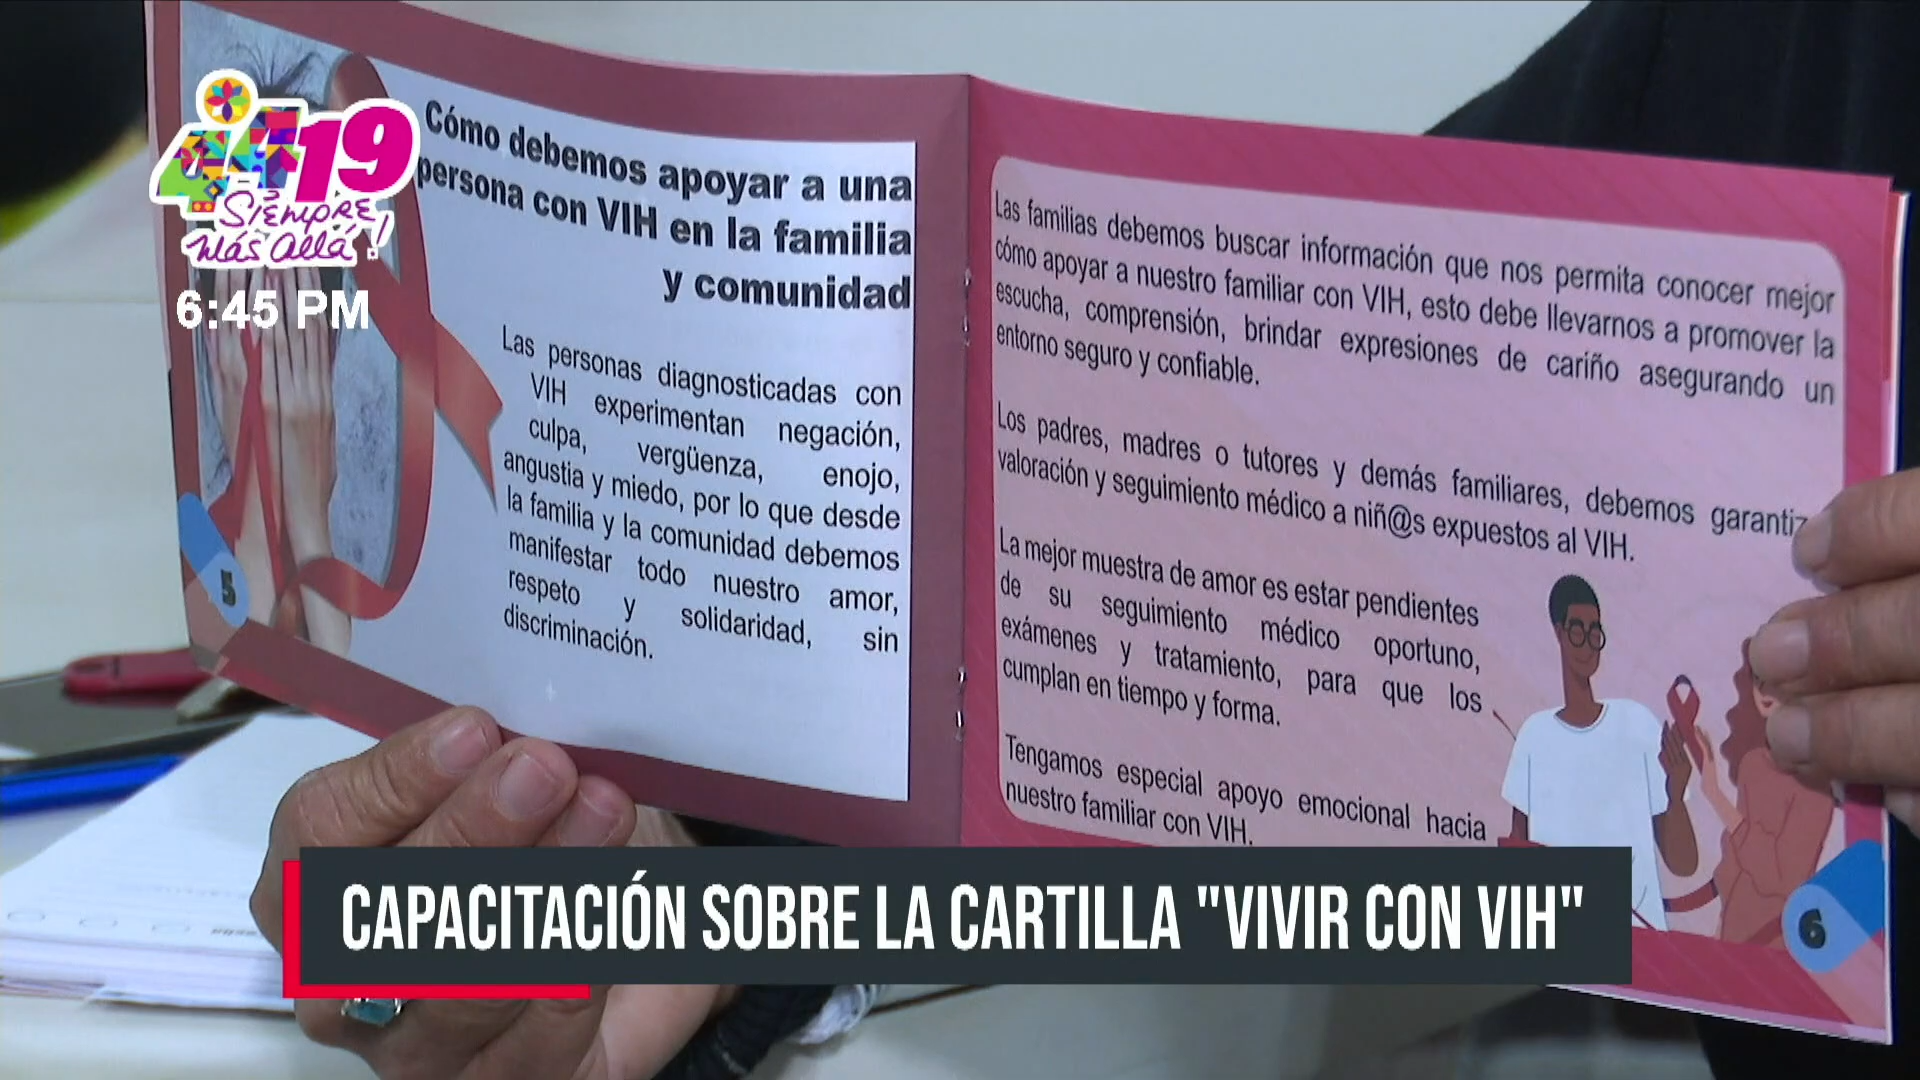 44/19
SIEMPRE
MÁS ALLÁ!
6:45 PM
Cómo debemos apoyar a una
persona con VIH en la familia
y comunidad
Las personas diagnosticadas con
VIH experimentan negación,
culpa, vergüenza, enojo,
angustia y miedo, por lo que desde
la familia y la comunidad debemos
manifestar todo nuestro amor,
respeto y solidaridad, sin
discriminación.
5
Las familias debemos buscar información que nos permita conocer mejor
cómo apoyar a nuestro familiar con VIH, esto debe llevarnos a promover la
escucha, comprensión, brindar expresiones de cariño asegurando un
entorno seguro y confiable.
Los padres, madres o tutores y demás familiares, debemos garantiz
valoración y seguimiento médico a niñ@s expuestos al VIH.
La mejor muestra de amor es estar pendientes
de su seguimiento médico oportuno,
exámenes y tratamiento, para que los
cumplan en tiempo y forma.
Tengamos especial apoyo emocional hacia
nuestro familiar con VIH.
6
CAPACITACIÓN SOBRE LA CARTILLA "VIVIR CON VIH"